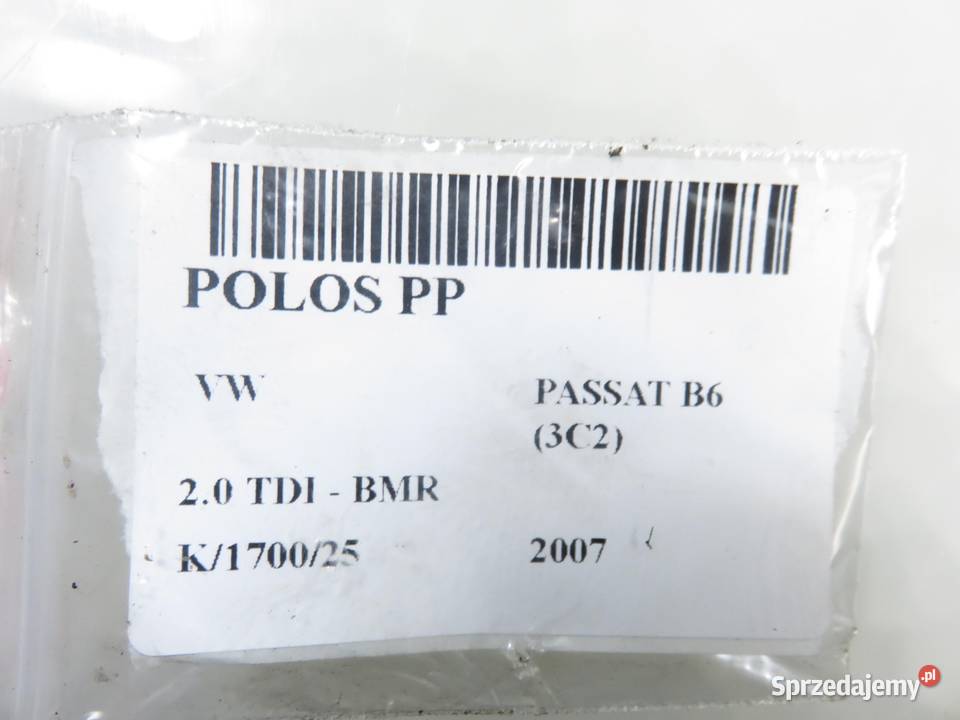 POLOS PP
VW
PASSAT B6
(3C2)
2.0 TDI - BMR
K/1700/25
2007
Sprzedajemy.pl